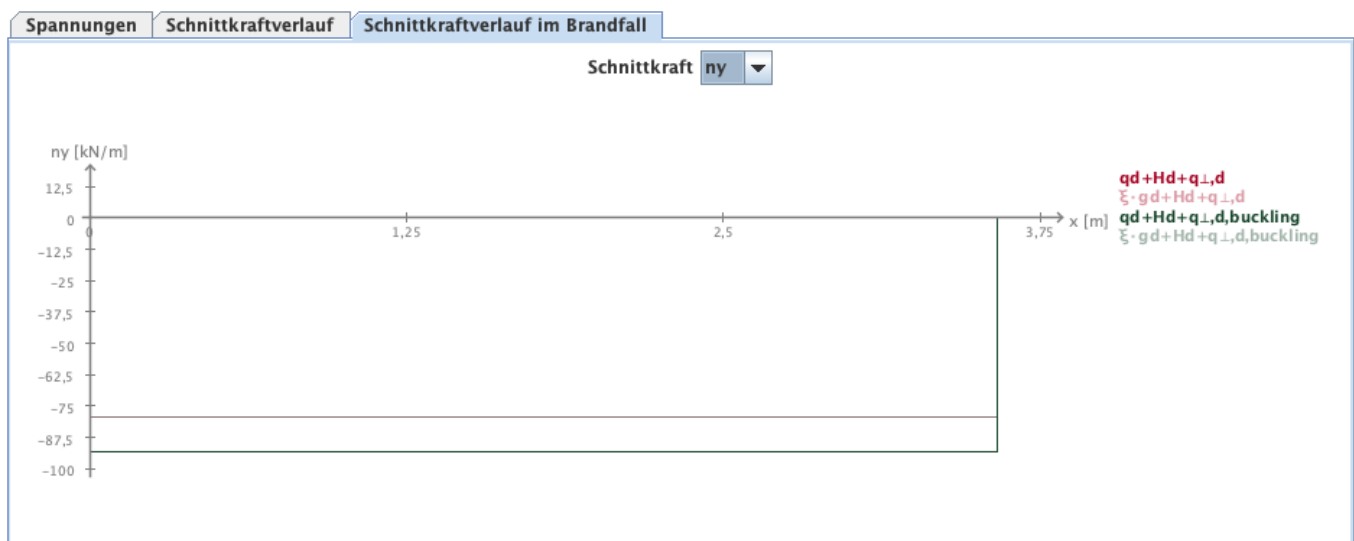 Spannungen Schnittkraftverlauf Schnittkraftverlauf im Brandfall
Schnittkraft ny
ny [kN/m]
12,5
0
-12,5
-25
-37,5
-50
-62,5
-75
-87,5
-100
0 1,25 2,5 3,75 x [m]
qd+Hd+q⊥,d
ξ·gd+Hd+q⊥,d
qd+Hd+q⊥,d,buckling
ξ·gd+Hd+q⊥,d,buckling